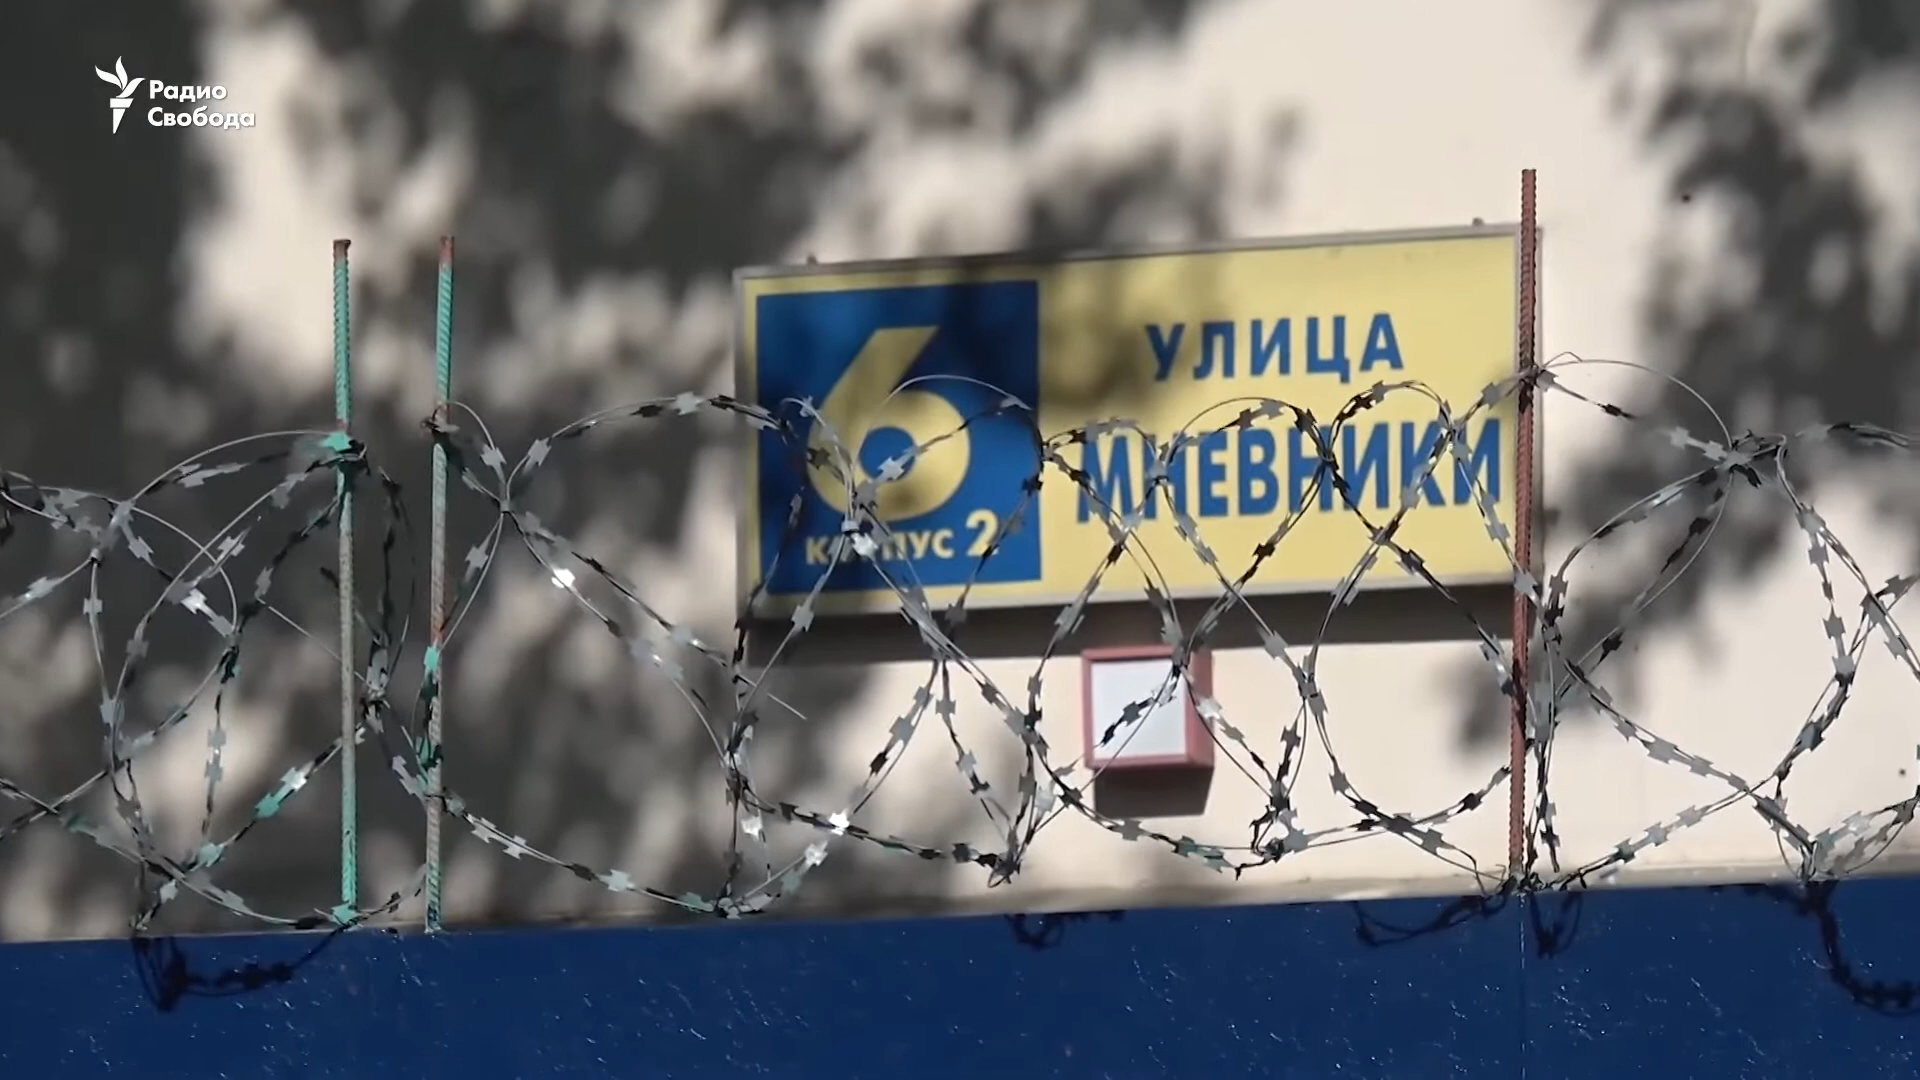 Радио
Свобода
6
корпус 2
УЛИЦА
МНЕВНИКИ